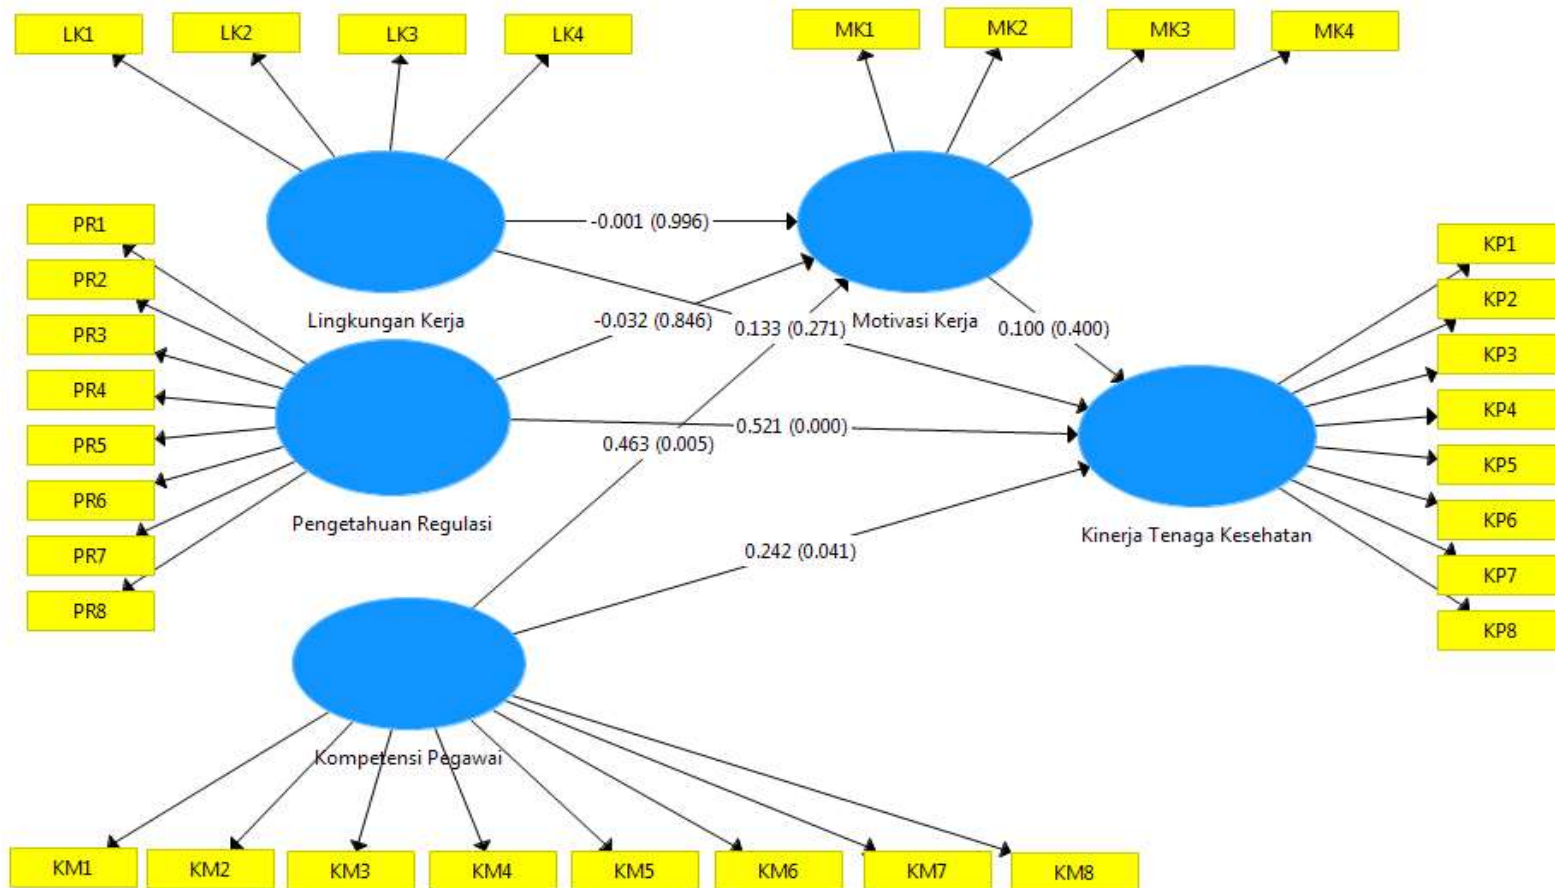 LK1
LK2
LK3
LK4
MK1
MK2
MK3
MK4
-0.001 (0.996)
Lingkungan Kerja
Motivasi Kerja
-0.032 (0.846)
0.133 (0.271)
0.100 (0.400)
PR1
PR2
PR3
PR4
PR5
PR6
PR7
PR8
0.463 (0.005)
0.521 (0.000)
Pengetahuan Regulasi
0.242 (0.041)
Kinerja Tenaga Kesehatan
KP1
KP2
KP3
KP4
KP5
KP6
KP7
KP8
Kompetensi Pegawai
KM1
KM2
KM3
KM4
KM5
KM6
KM7
KM8